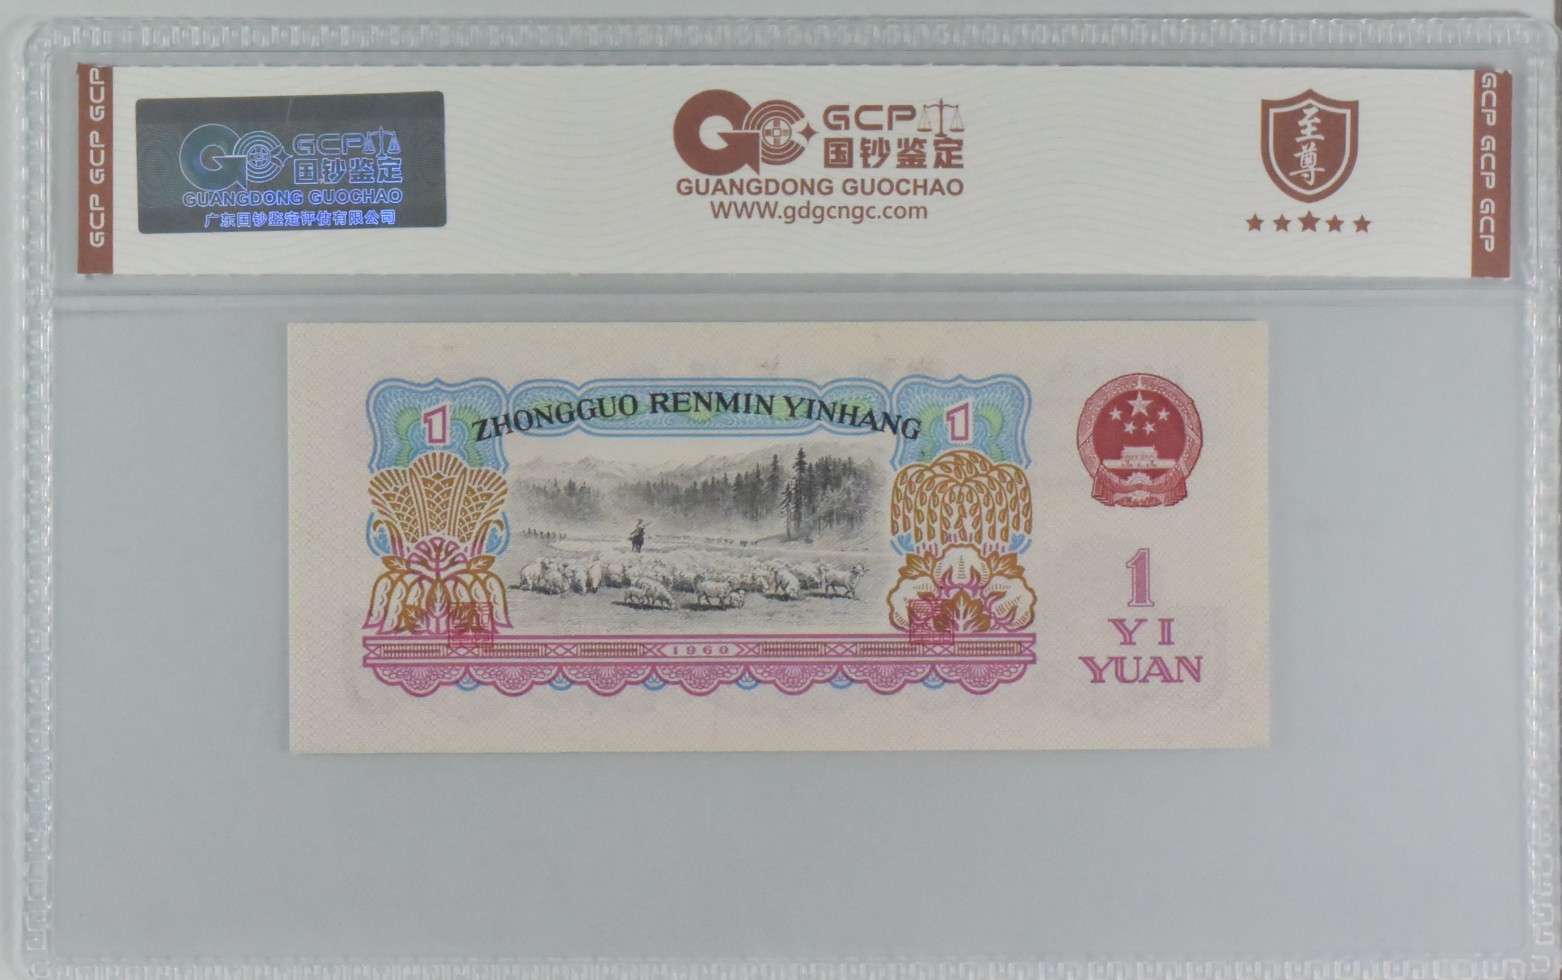 GCP GCP GCP
GCP
国钞鉴定
GUANGDONG GUOCHAO
广东国钞鉴定评估有限公司
GCP
国钞鉴定
GUANGDONG GUOCHAO
WWW.gdgcngc.com
至尊
GCP GCP GCP
1
ZHONGGUO RENMIN YINHANG
1
1960
1
YI
YUAN